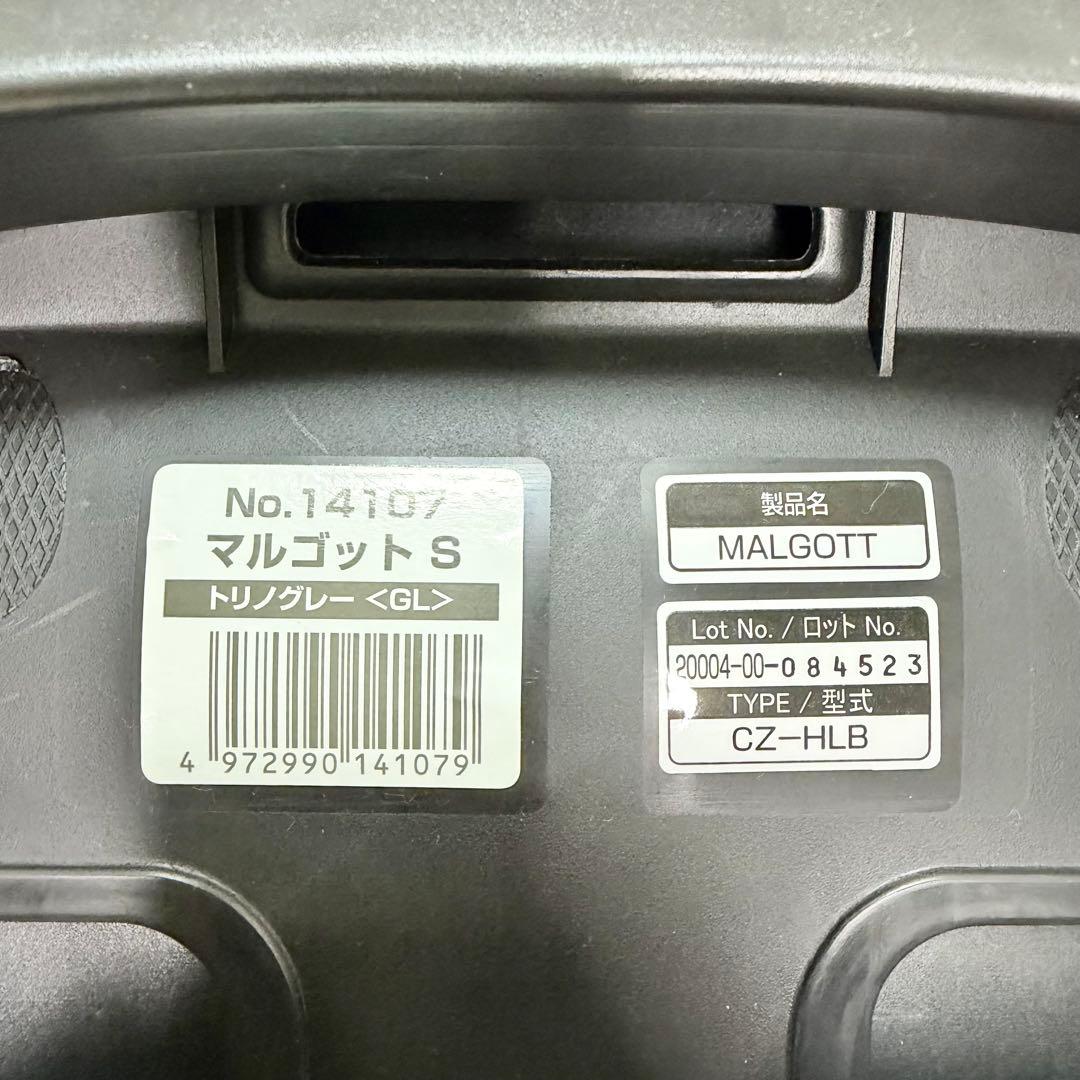 No.14107
マルゴット S
トリノグレー <GL>
4 972990 141079
製品名
MALGOTT
Lot No. / ロット No.
20004-00-084523
TYPE / 型式
CZ-HLB